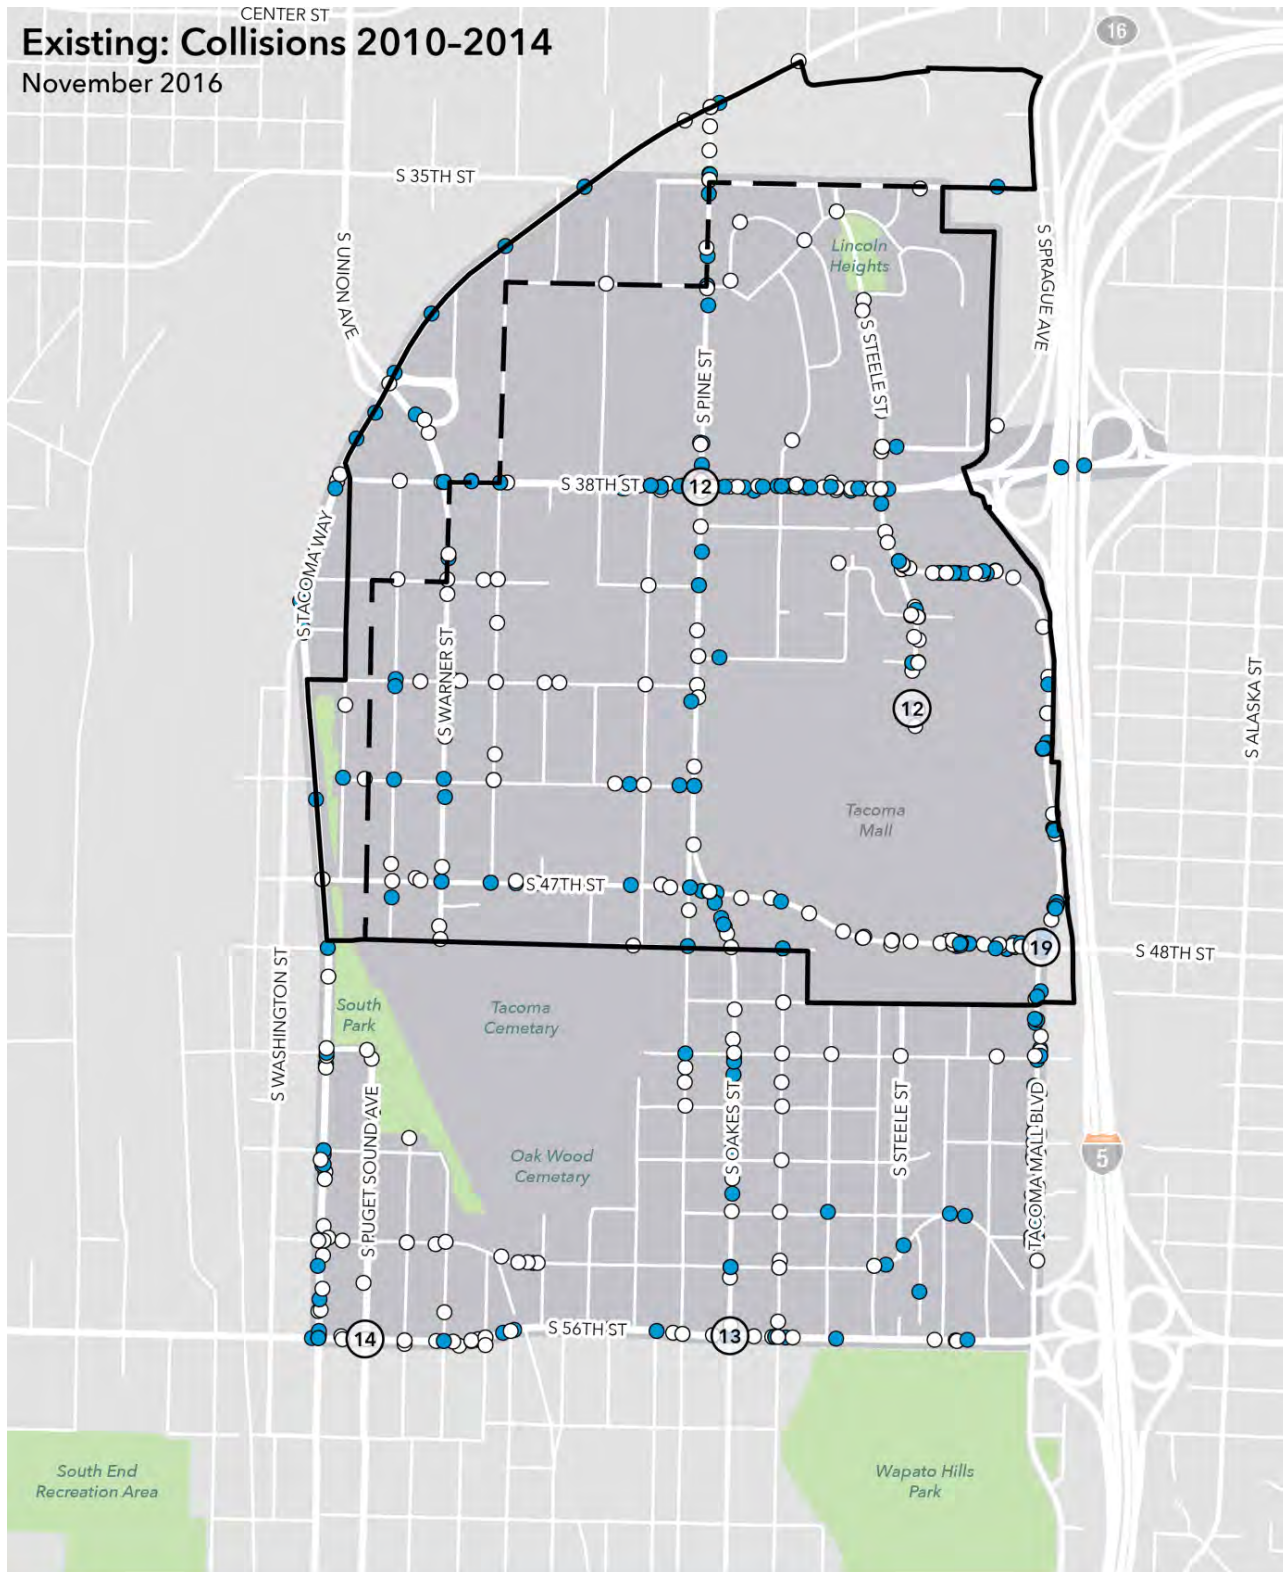 CENTER ST
Existing: Collisions 2010–2014
November 2016
16
S 35TH ST
S UNION AVE
Lincoln
Heights
S SPRAGUE AVE
S STEELE ST
S PINE ST
S 38TH ST
12
S TACOMA WAY
S WARNER ST
12
S ALASKA ST
Tacoma
Mall
S 47TH ST
19
S 48TH ST
S WASHINGTON ST
South
Park
Tacoma
Cemetary
S PUGET SOUND AVE
S OAKES ST
S STEELE ST
TACOMA MALL BLVD
Oak Wood
Cemetary
5
S 56TH ST
14
13
South End
Recreation Area
Wapato Hills
Park